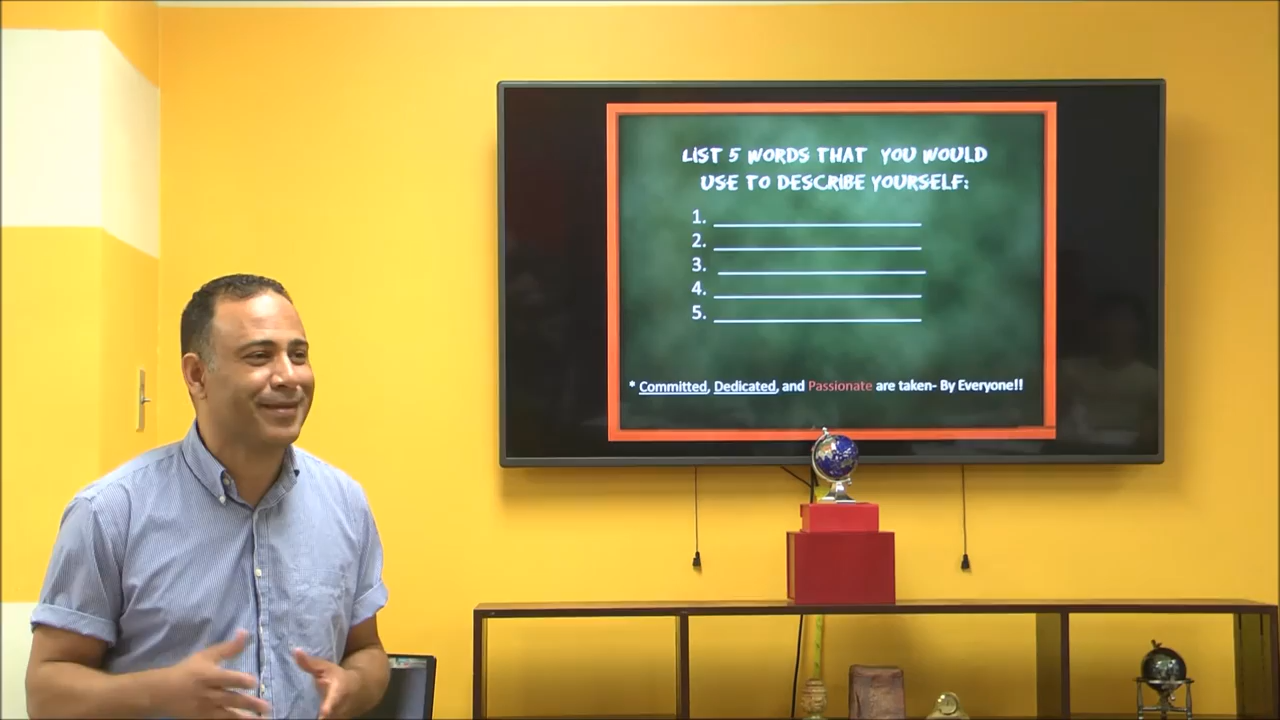 LIST 5 WORDS THAT YOU WOULD
USE TO DESCRIBE YOURSELF:
1. ____________________
2. ____________________
3. ____________________
4. ____________________
5. ____________________
* Committed, Dedicated, and Passionate are taken- By Everyone!!